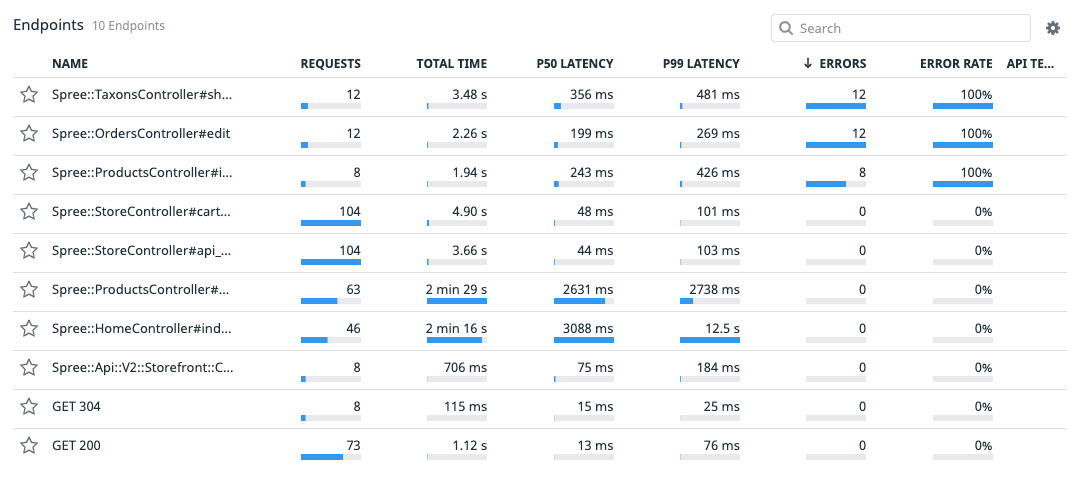 Endpoints 10 Endpoints
Search
NAME REQUESTS TOTAL TIME P50 LATENCY P99 LATENCY ↓ ERRORS ERROR RATE API TE...
Spree::TaxonsController#sh... 12 3.48 s 356 ms 481 ms 12 100%
Spree::OrdersController#edit 12 2.26 s 199 ms 269 ms 12 100%
Spree::ProductsController#i... 8 1.94 s 243 ms 426 ms 8 100%
Spree::StoreController#cart... 104 4.90 s 48 ms 101 ms 0 0%
Spree::StoreController#api_... 104 3.66 s 44 ms 103 ms 0 0%
Spree::ProductsController#... 63 2 min 29 s 2631 ms 2738 ms 0 0%
Spree::HomeController#ind... 46 2 min 16 s 3088 ms 12.5 s 0 0%
Spree::Api::V2::Storefront::C... 8 706 ms 75 ms 184 ms 0 0%
GET 304 8 115 ms 15 ms 25 ms 0 0%
GET 200 73 1.12 s 13 ms 76 ms 0 0%